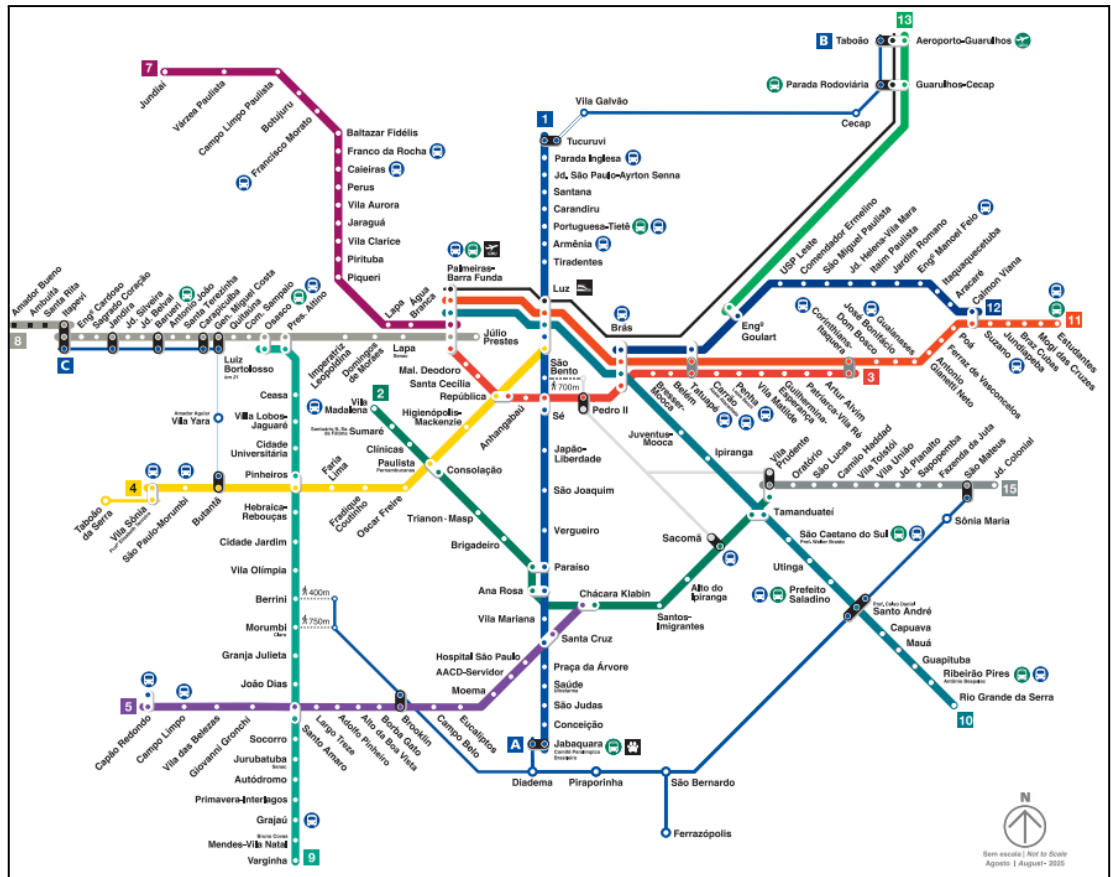 13
B
Taboão
Aeroporto-Guarulhos
Parada Rodoviária
Guarulhos-Cecap
Vila Galvão
Cecap
7
Jundiaí
Várzea Paulista
Campo Limpo Paulista
Botujuru
Francisco Morato
Baltazar Fidélis
Franco da Rocha
Caieiras
Perus
Vila Aurora
Jaraguá
Vila Clarice
Pirituba
Piqueri
Lapa
Água
Branca
Palmeiras-
Barra Funda
1
Tucuruvi
Parada Inglesa
Jd. São Paulo-Ayrton Senna
Santana
Carandiru
Portuguesa-Tietê
Armênia
Tiradentes
Luz
Brás
USP Leste
Comendador Ermelino
São Miguel Paulista
Jd. Helena-Vila Mara
Itaim Paulista
Jardim Romano
Engº Manoel Feio
Itaquaquecetuba
Aracaré
Calmon Viana
12
Engº
Goulart
Corinthians-
Itaquera
Dom Bosco
José Bonifácio
Guaianases
Antonio
Gianetti Neto
Ferraz de Vasconcelos
Poá
Suzano
Jundiapeba
Braz Cubas
Mogi das Cruzes
Estudantes
11
3
Amador Bueno
Ambuitá
Santa Rita
Itapevi
Engº Cardoso
Sagrado Coração
Jandira
Jd. Silveira
Jd. Belval
Barueri
Antonio João
Santa Terezinha
Carapicuíba
Gen. Miguel Costa
Quitaúna
Com. Sampaio
Osasco
Pres. Altino
Imperatriz
Leopoldina
Domingos
de Moraes
Lapa
Senac
Júlio
Prestes
8
C
Luiz
Bortolosso
km 21
Amador Aguiar
Vila Yara
Mal. Deodoro
Santa Cecília
República
Anhangabaú
São
Bento
700m
Pedro II
Sé
Bresser-
Mooca
Belém
Tatuapé
Carrão
Penha
Vila Matilde
Guilhermina-
Esperança
Patriarca-Vila Ré
Artur Alvim
2
Vila
Madalena
Sumaré
Clínicas
Higienópolis-
Mackenzie
Paulista
Pernambucanas
Consolação
Trianon-Masp
Brigadeiro
Japão-
Liberdade
São Joaquim
Vergueiro
Paraíso
Ana Rosa
Chácara Klabin
Santos-
Imigrantes
Alto do
Ipiranga
Sacomã
Vila
Prudente
Oratório
São Lucas
Camilo Haddad
Vila Tolstói
Vila União
Jd. Planalto
Sapopemba
Fazenda da Juta
São Mateus
Jd. Colonial
15
Juventus-
Mooca
Ipiranga
Tamanduateí
São Caetano do Sul
Utinga
Prefeito
Saladino
Prof. Celso Daniel
Santo André
Capuava
Mauá
Guapituba
Ribeirão Pires
Rio Grande da Serra
10
Sônia Maria
Ceasa
Villa Lobos-
Jaguaré
Cidade
Universitária
Pinheiros
Faria
Lima
Fradique
Coutinho
Oscar Freire
4
Taboão
da Serra
Vila Sônia
São Paulo-Morumbi
Butantã
Hebraica-
Rebouças
Cidade Jardim
Vila Olímpia
Berrini
400m
Morumbi
Claro
750m
Granja Julieta
João Dias
Santo Amaro
5
Capão Redondo
Campo Limpo
Vila das Belezas
Giovanni Gronchi
Largo Treze
Adolfo Pinheiro
Alto da Boa Vista
Borba Gato
Brooklin
Campo Belo
Eucaliptos
Moema
AACD-Servidor
Hospital São Paulo
Santa Cruz
Vila Mariana
Praça da Árvore
Saúde
Ultrafarma
São Judas
Conceição
A
Jabaquara
Comitê Paralímpico
Brasileiro
Diadema
Piraporinha
São Bernardo
Ferrazópolis
Socorro
Jurubatuba
Senac
Autódromo
Primavera-Interlagos
Grajaú
Bruno Covas
Mendes-Vila Natal
Varginha
9
N
Sem escala | Not to Scale
Agosto | August - 2025